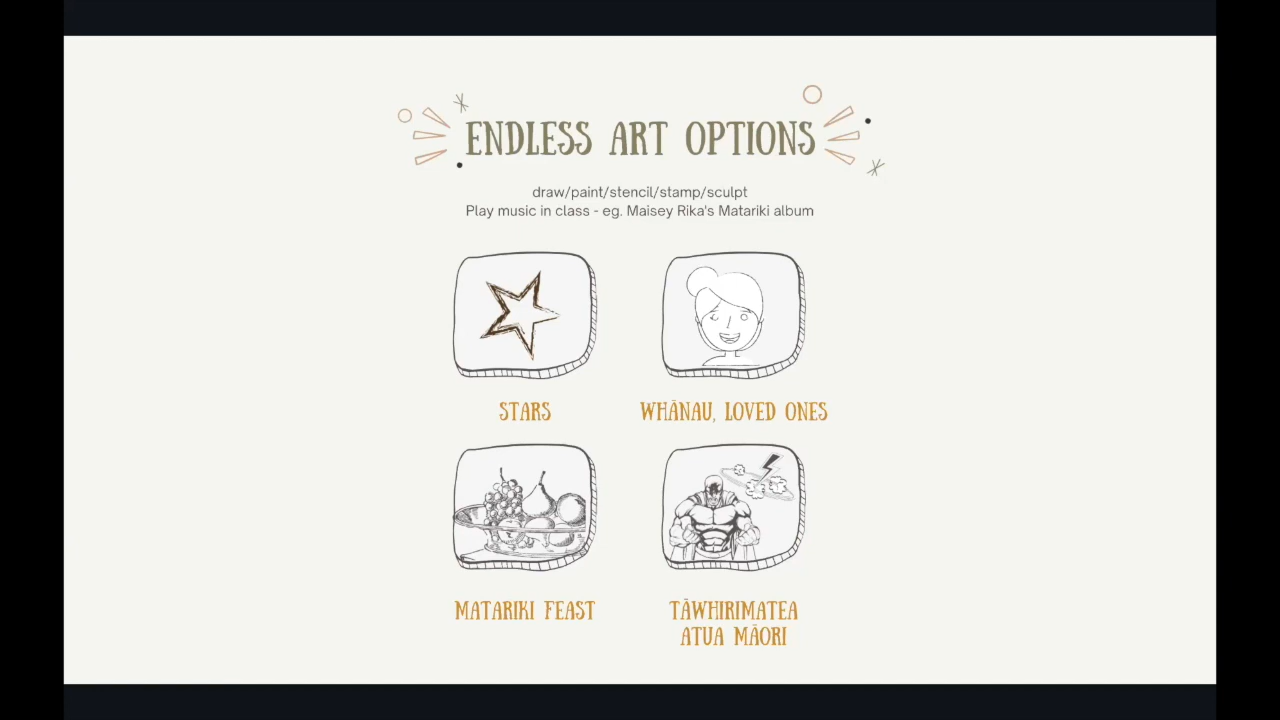 ENDLESS ART OPTIONS
draw/paint/stencil/stamp/sculpt
Play music in class - eg. Maisey Rika's Matariki album
STARS
WHĀNAU, LOVED ONES
MATARIKI FEAST
TĀWHIRIMATEA
ATUA MĀORI